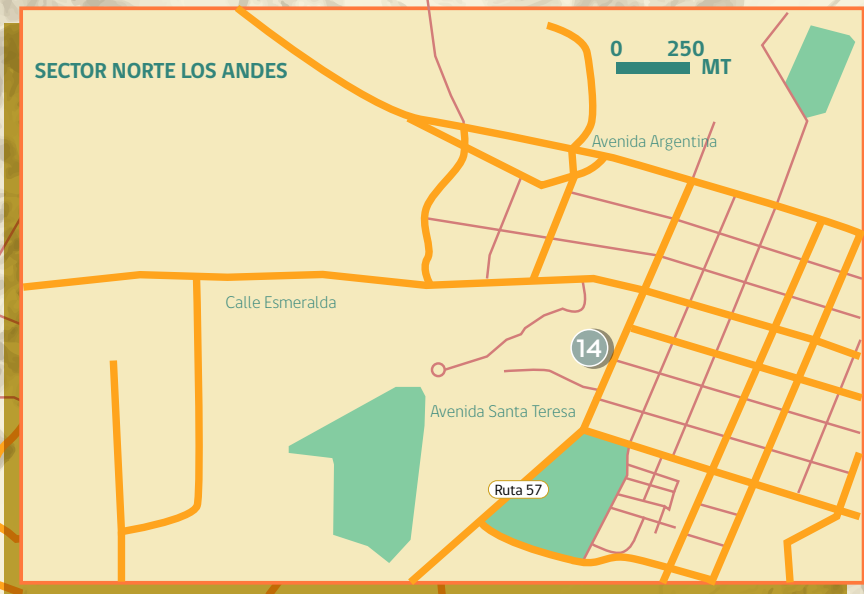 SECTOR NORTE LOS ANDES
0 250
MT
Avenida Argentina
Calle Esmeralda
14
Avenida Santa Teresa
Ruta 57